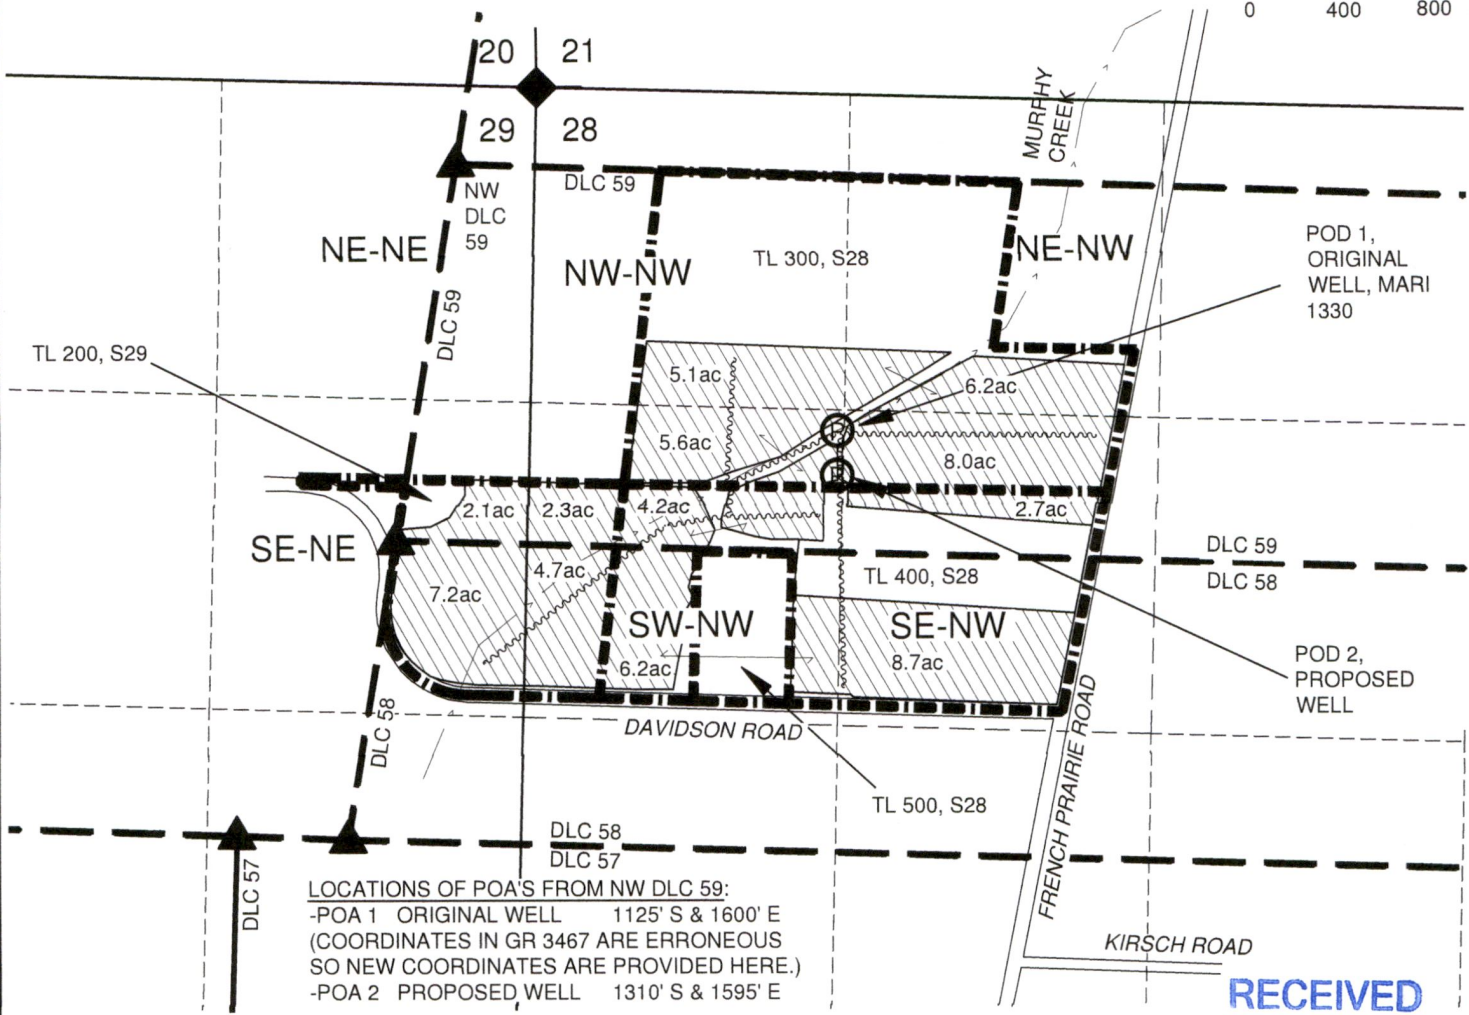 0 400 800
20 21
29 28
MURPHY
CREEK
DLC 59
NW
DLC
59
NE-NE
NW-NW
TL 300, S28
NE-NW
POD 1,
ORIGINAL
WELL, MARI
1330
DLC 59
TL 200, S29
5.1ac
6.2ac
5.6ac
8.0ac
2.1ac
2.3ac
4.2ac
2.7ac
SE-NE
DLC 59
DLC 58
4.7ac
TL 400, S28
7.2ac
SW-NW
SE-NW
6.2ac
8.7ac
POD 2,
PROPOSED
WELL
DLC 58
DAVIDSON ROAD
FRENCH PRAIRIE ROAD
TL 500, S28
DLC 58
DLC 57
DLC 57
LOCATIONS OF POA'S FROM NW DLC 59:
-POA 1 ORIGINAL WELL 1125' S & 1600' E
(COORDINATES IN GR 3467 ARE ERRONEOUS
SO NEW COORDINATES ARE PROVIDED HERE.)
-POA 2 PROPOSED WELL 1310' S & 1595' E
KIRSCH ROAD
RECEIVED